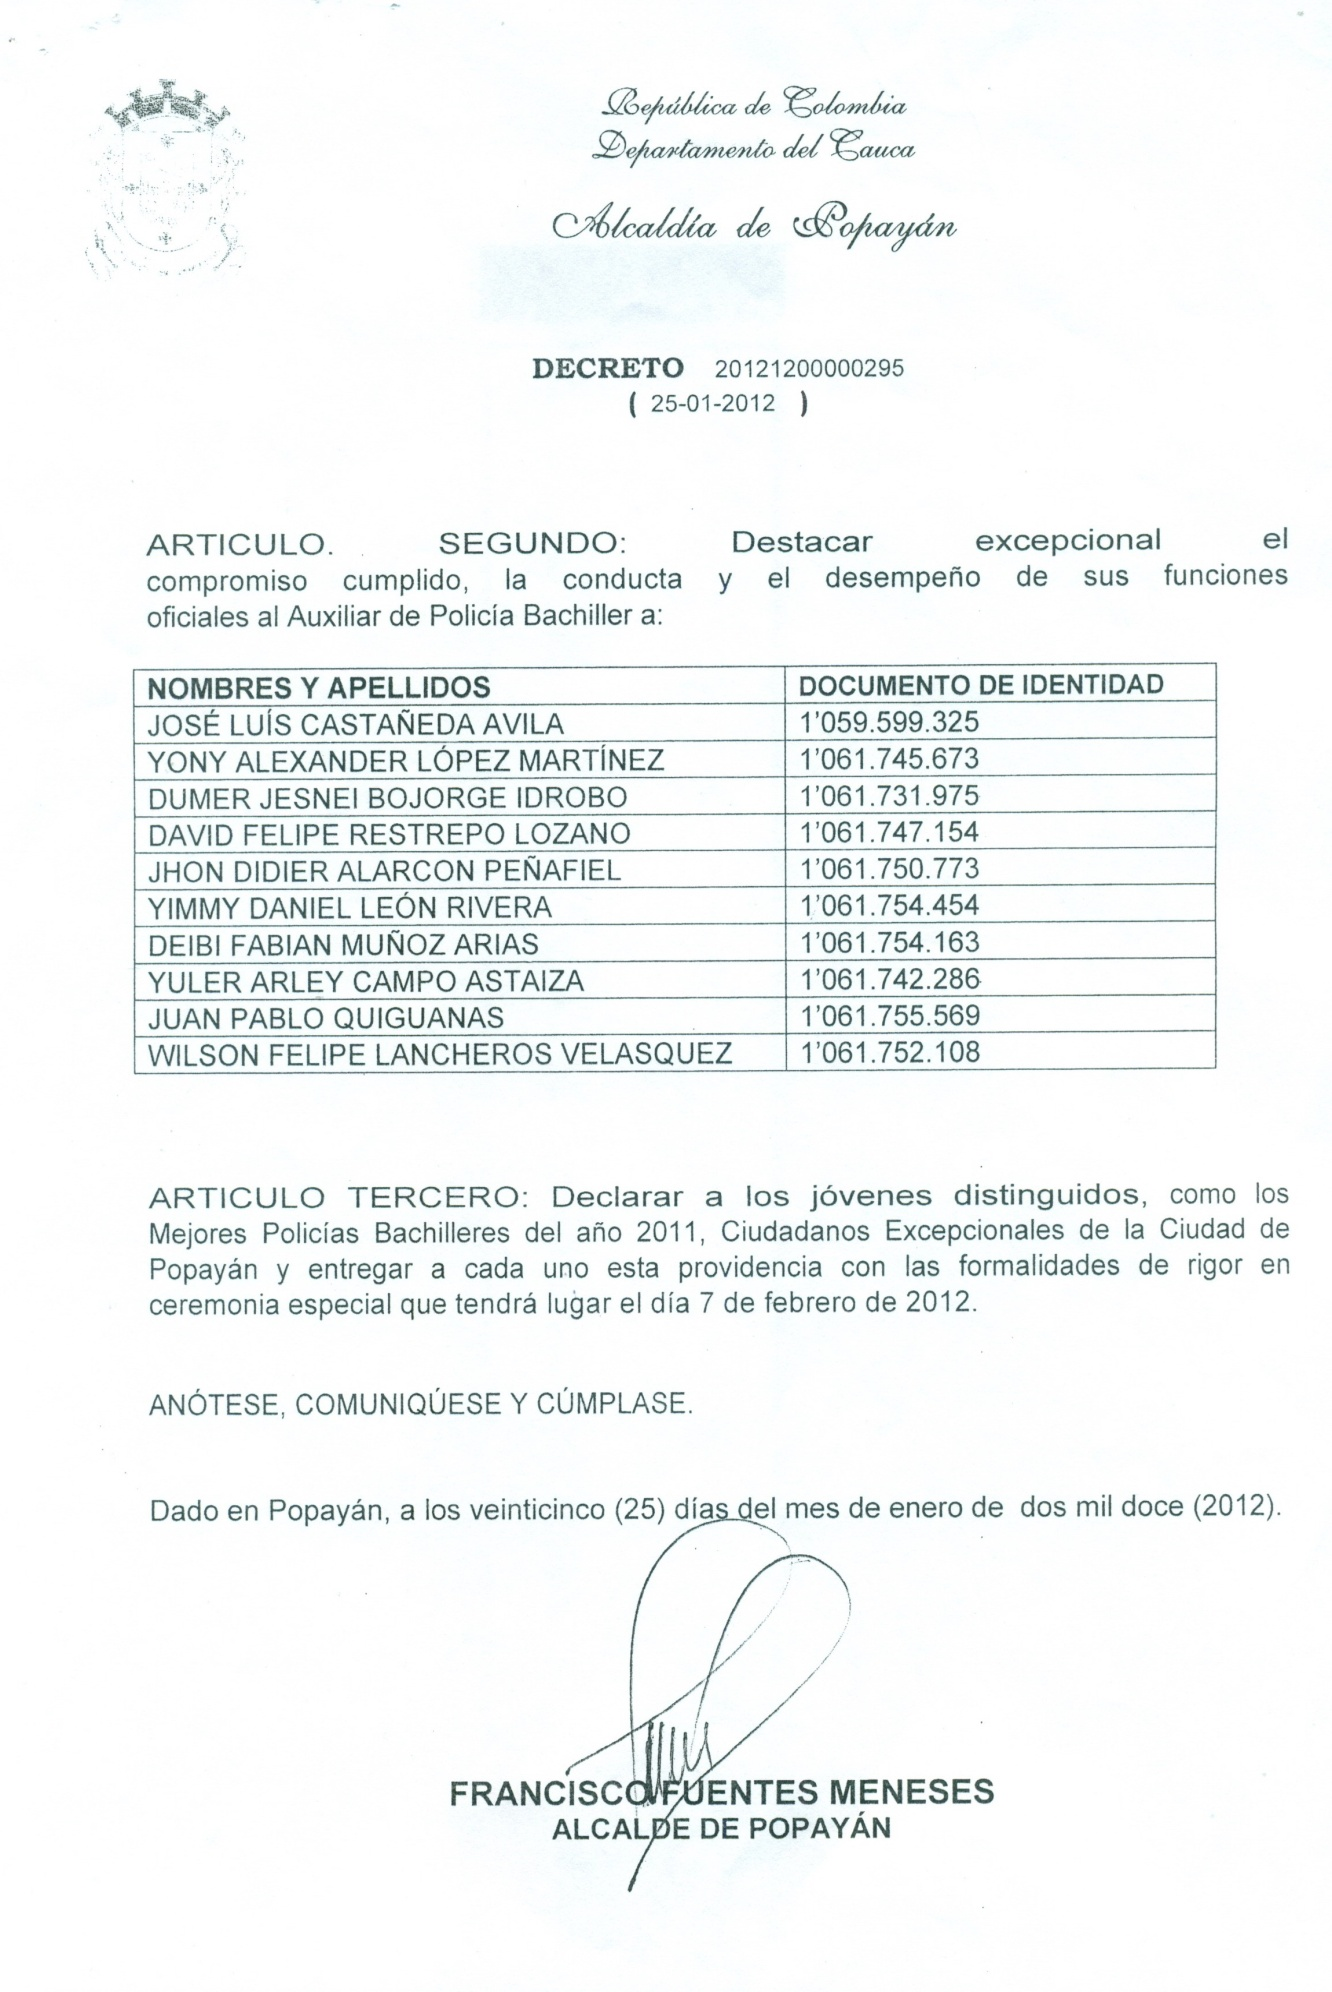 República de Colombia
Departamento del Cauca
Alcaldía de Popayán
DECRETO 20121200000295
( 25-01-2012 )
ARTICULO. SEGUNDO: Destacar excepcional el
compromiso cumplido, la conducta y el desempeño de sus funciones
oficiales al Auxiliar de Policía Bachiller a:
NOMBRES Y APELLIDOS DOCUMENTO DE IDENTIDAD
JOSÉ LUÍS CASTAÑEDA AVILA 1'059.599.325
YONY ALEXANDER LÓPEZ MARTÍNEZ 1'061.745.673
DUMER JESNEI BOJORGE IDROBO 1'061.731.975
DAVID FELIPE RESTREPO LOZANO 1'061.747.154
JHON DIDIER ALARCON PEÑAFIEL 1'061.750.773
YIMMY DANIEL LEÓN RIVERA 1'061.754.454
DEIBI FABIAN MUÑOZ ARIAS 1'061.754.163
YULER ARLEY CAMPO ASTAIZA 1'061.742.286
JUAN PABLO QUIGUANAS 1'061.755.569
WILSON FELIPE LANCHEROS VELASQUEZ 1'061.752.108
ARTICULO TERCERO: Declarar a los jóvenes distinguidos, como los
Mejores Policías Bachilleres del año 2011, Ciudadanos Excepcionales de la Ciudad de
Popayán y entregar a cada uno esta providencia con las formalidades de rigor en
ceremonia especial que tendrá lugar el día 7 de febrero de 2012.
ANÓTESE, COMUNIQÚESE Y CÚMPLASE.
Dado en Popayán, a los veinticinco (25) días del mes de enero de dos mil doce (2012).
FRANCISCO FUENTES MENESES
ALCALDE DE POPAYÁN